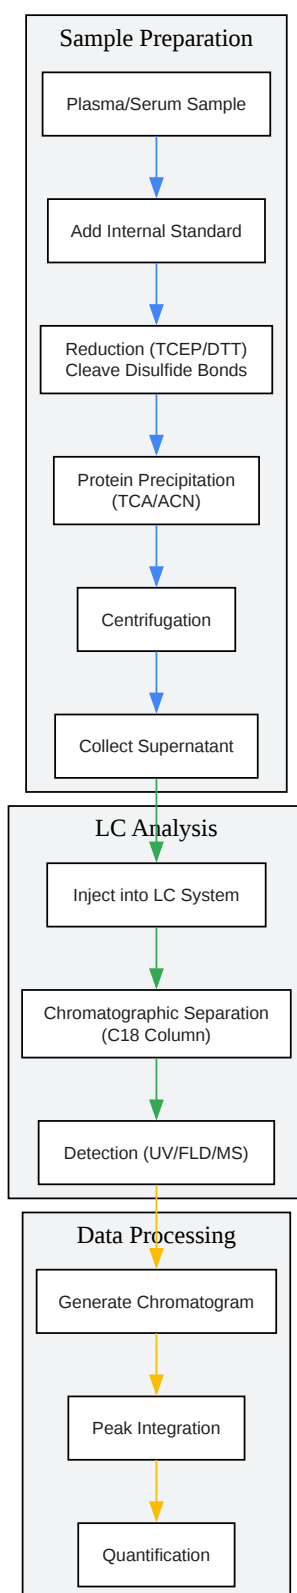 Sample Preparation
Plasma/Serum Sample
Add Internal Standard
Reduction (TCEP/DTT)
Cleave Disulfide Bonds
Protein Precipitation
(TCA/ACN)
Centrifugation
Collect Supernatant
LC Analysis
Inject into LC System
Chromatographic Separation
(C18 Column)
Detection (UV/FLD/MS)
Data Processing
Generate Chromatogram
Peak Integration
Quantification